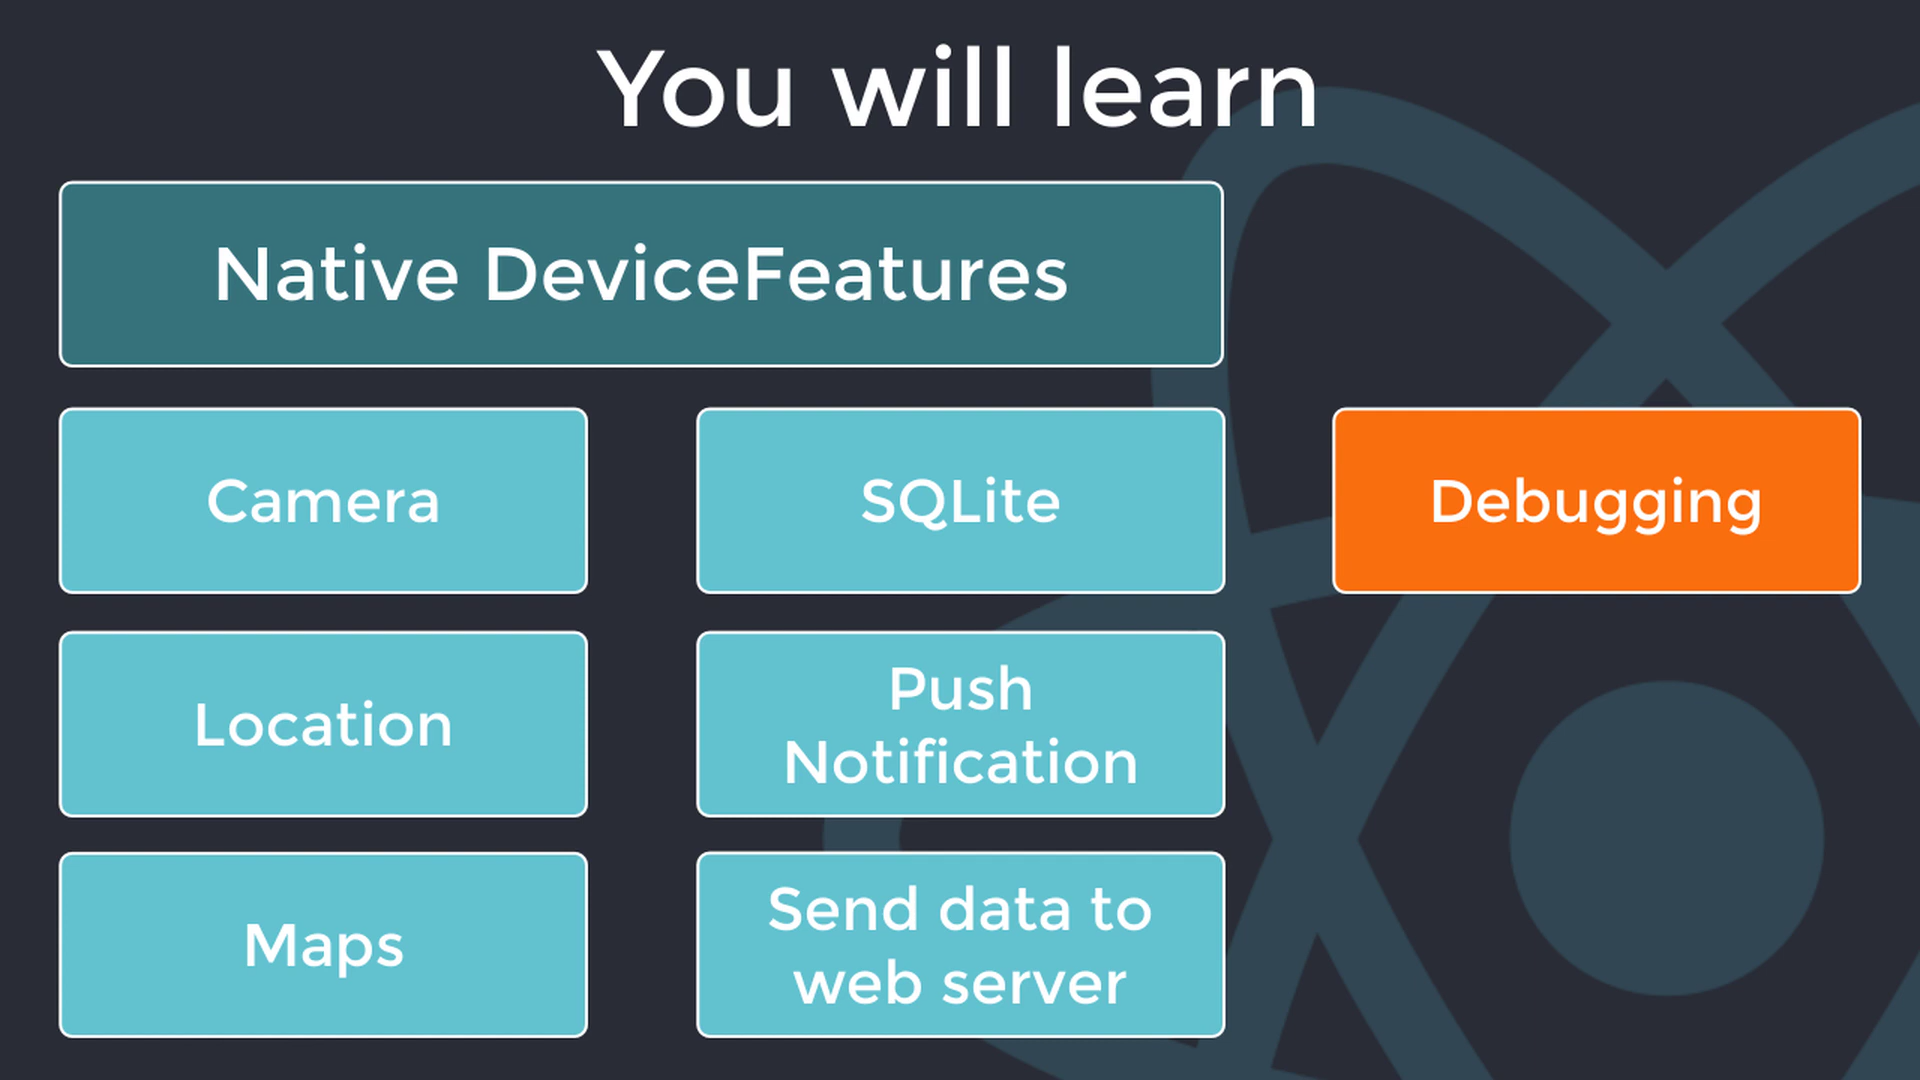 You will learn
Native DeviceFeatures
Camera
SQLite
Debugging
Location
Push
Notification
Maps
Send data to
web server